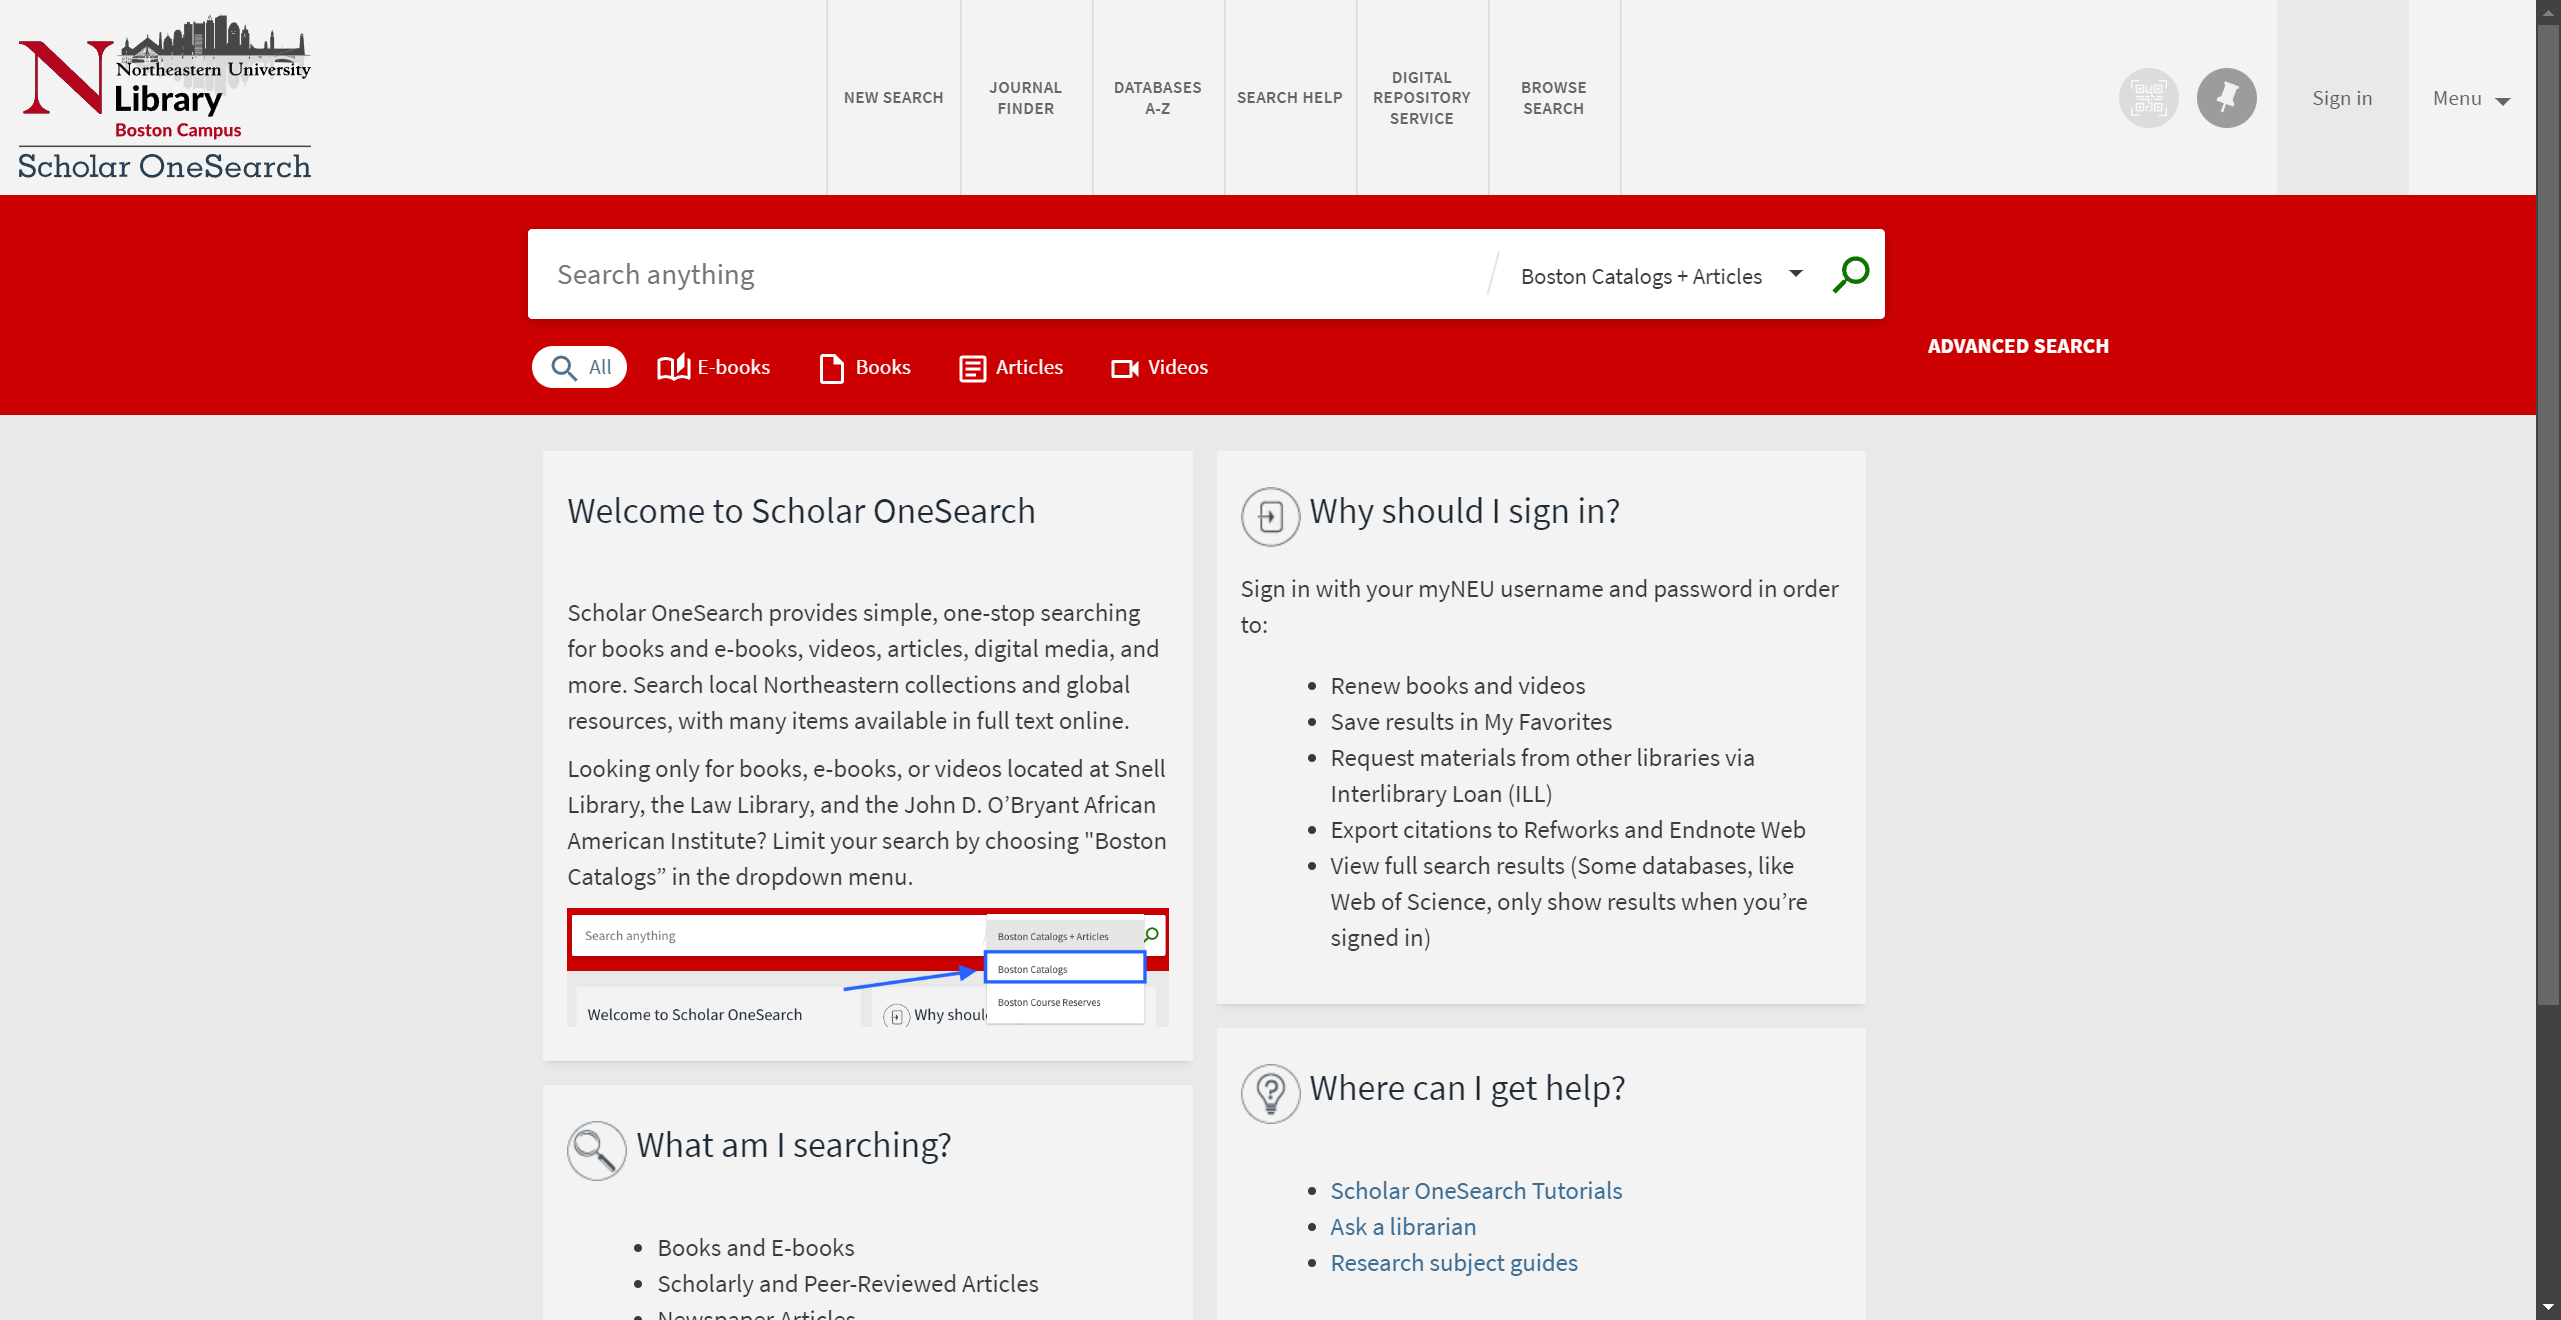 Northeastern University
Library
Boston Campus
Scholar OneSearch
NEW SEARCH
JOURNAL
FINDER
DATABASES
A-Z
SEARCH HELP
DIGITAL
REPOSITORY
SERVICE
BROWSE
SEARCH
Sign in
Menu
Search anything
Boston Catalogs + Articles
ADVANCED SEARCH
All
E-books
Books
Articles
Videos
Welcome to Scholar OneSearch
Scholar OneSearch provides simple, one-stop searching
for books and e-books, videos, articles, digital media, and
more. Search local Northeastern collections and global
resources, with many items available in full text online.
Looking only for books, e-books, or videos located at Snell
Library, the Law Library, and the John D. O’Bryant African
American Institute? Limit your search by choosing "Boston
Catalogs” in the dropdown menu.
Search anything
Boston Catalogs + Articles
Boston Catalogs
Boston Course Reserves
Welcome to Scholar OneSearch
Why shoul
What am I searching?
Books and E-books
Scholarly and Peer-Reviewed Articles
Newspaper Articles
Why should I sign in?
Sign in with your myNEU username and password in order
to:
Renew books and videos
Save results in My Favorites
Request materials from other libraries via
Interlibrary Loan (ILL)
Export citations to Refworks and Endnote Web
View full search results (Some databases, like
Web of Science, only show results when you’re
signed in)
Where can I get help?
Scholar OneSearch Tutorials
Ask a librarian
Research subject guides